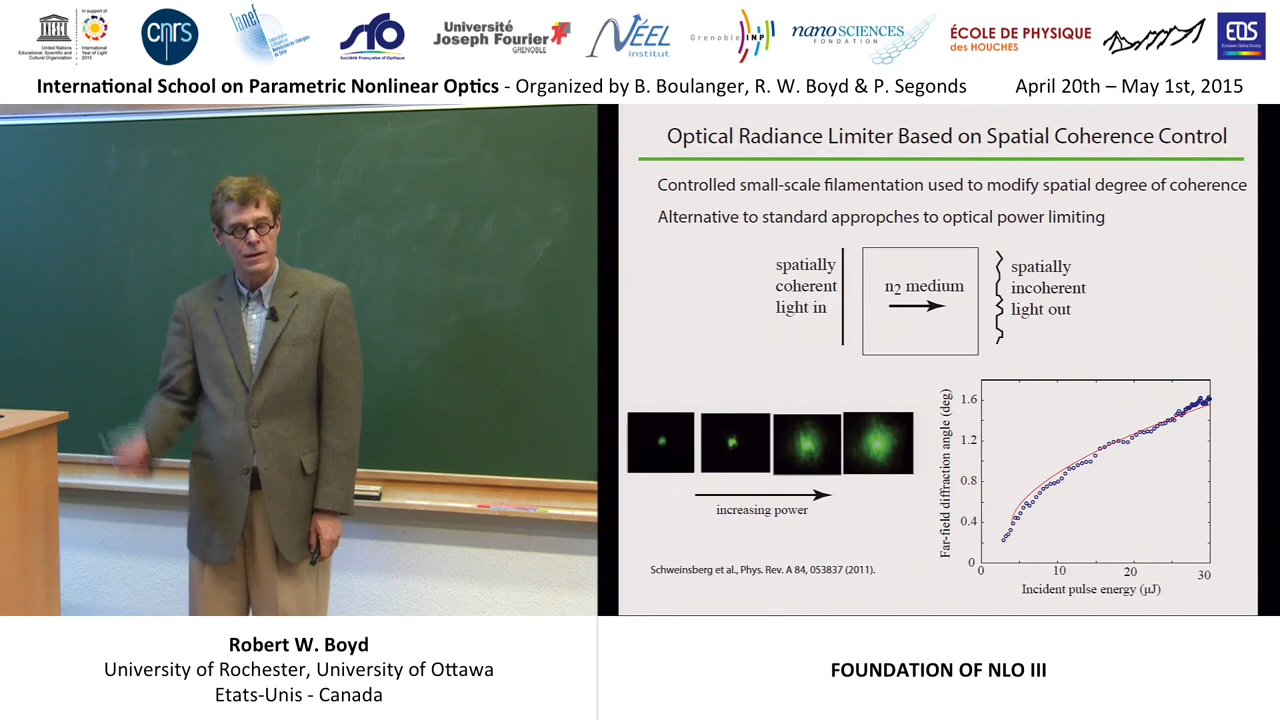 United Nations
Educational, Scientific and
Cultural Organization
In support of
International
Year of Light
2015
cnrs
lanef
SFO
Société Française d'Optique
Université
Joseph Fourier
GRENOBLE
NÉEL
institut
Grenoble INP
nanoSCIENCES
FONDATION
ÉCOLE DE PHYSIQUE
des HOUCHES
EOS
European Optical Society
International School on Parametric Nonlinear Optics - Organized by B. Boulanger, R. W. Boyd & P. Segonds April 20th – May 1st, 2015
Optical Radiance Limiter Based on Spatial Coherence Control
Controlled small-scale filamentation used to modify spatial degree of coherence
Alternative to standard appropches to optical power limiting
spatially
coherent
light in
n2 medium
spatially
incoherent
light out
increasing power
Far-field diffraction angle (deg)
1.6
1.2
0.8
0.4
0
0 10 20 30
Incident pulse energy (μJ)
Schweinsberg et al., Phys. Rev. A 84, 053837 (2011).
Robert W. Boyd
University of Rochester, University of Ottawa
Etats-Unis - Canada
FOUNDATION OF NLO III